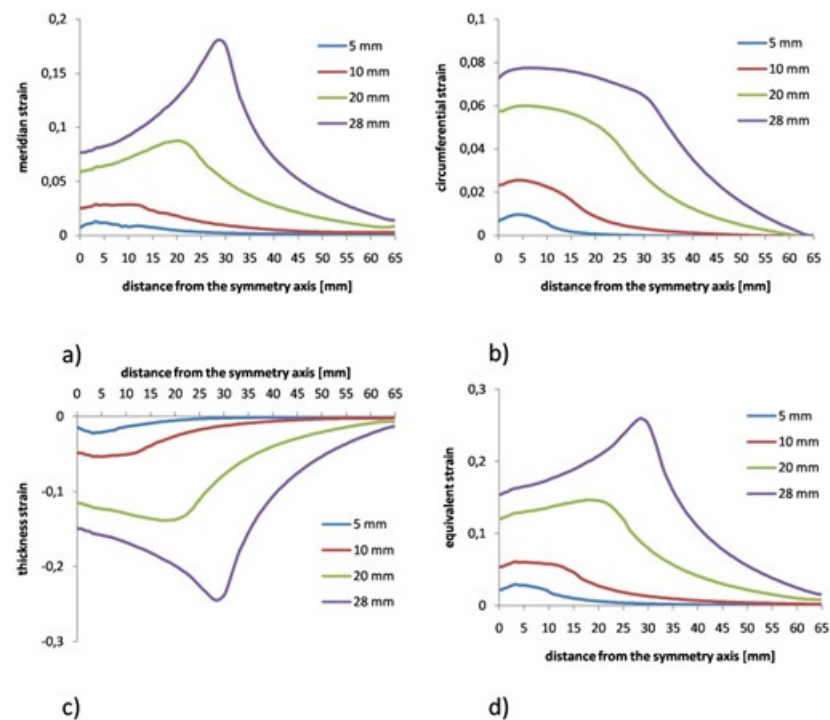 0,2
0,15
0,1
0,05
0
meridian strain
5 mm
10 mm
20 mm
28 mm
0 5 10 15 20 25 30 35 40 45 50 55 60 65
distance from the symmetry axis [mm]
a)
0,1
0,08
0,06
0,04
0,02
0
circumferential strain
5 mm
10 mm
20 mm
28 mm
0 5 10 15 20 25 30 35 40 45 50 55 60 65
distance from the symmetry axis [mm]
b)
distance from the symmetry axis [mm]
0 5 10 15 20 25 30 35 40 45 50 55 60 65
0
-0,1
-0,2
-0,3
thickness strain
5 mm
10 mm
20 mm
28 mm
c)
0,3
0,2
0,1
0
equivalent strain
5 mm
10 mm
20 mm
28 mm
0 5 10 15 20 25 30 35 40 45 50 55 60 65
distance from the symmetry axis [mm]
d)